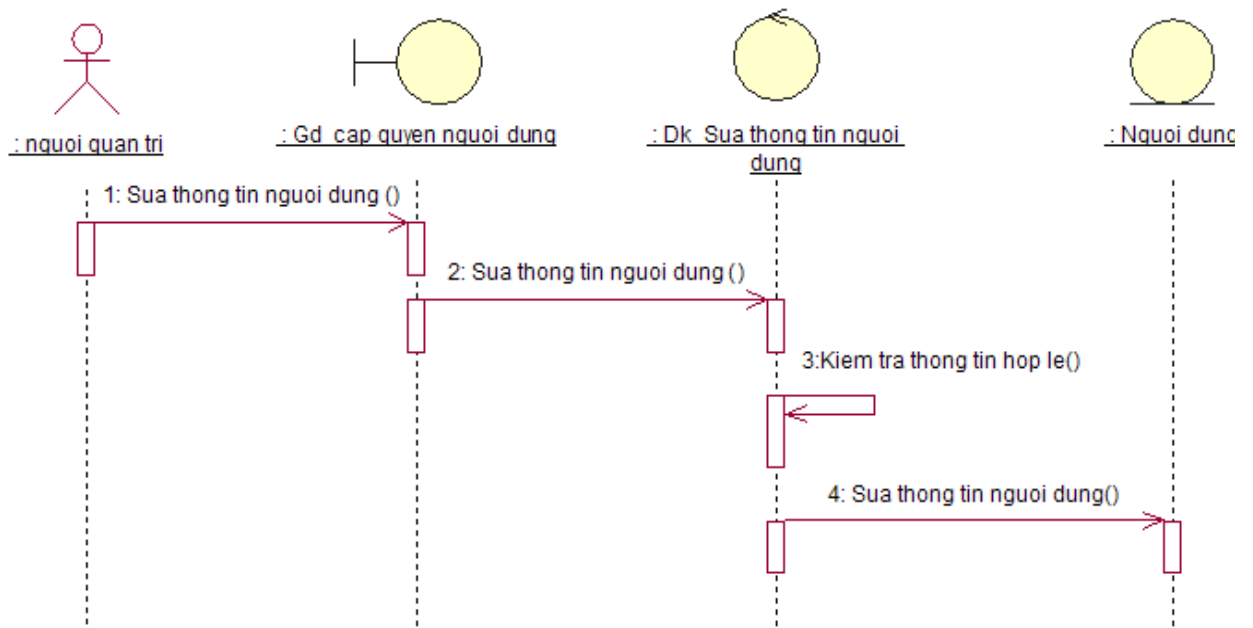 : nguoi quan tri
: Gd_cap quyen nguoi dung
: Dk_Sua thong tin nguoi
dung
: Nguoi dung
1: Sua thong tin nguoi dung ()
2: Sua thong tin nguoi dung ()
3:Kiem tra thong tin hop le()
4: Sua thong tin nguoi dung()